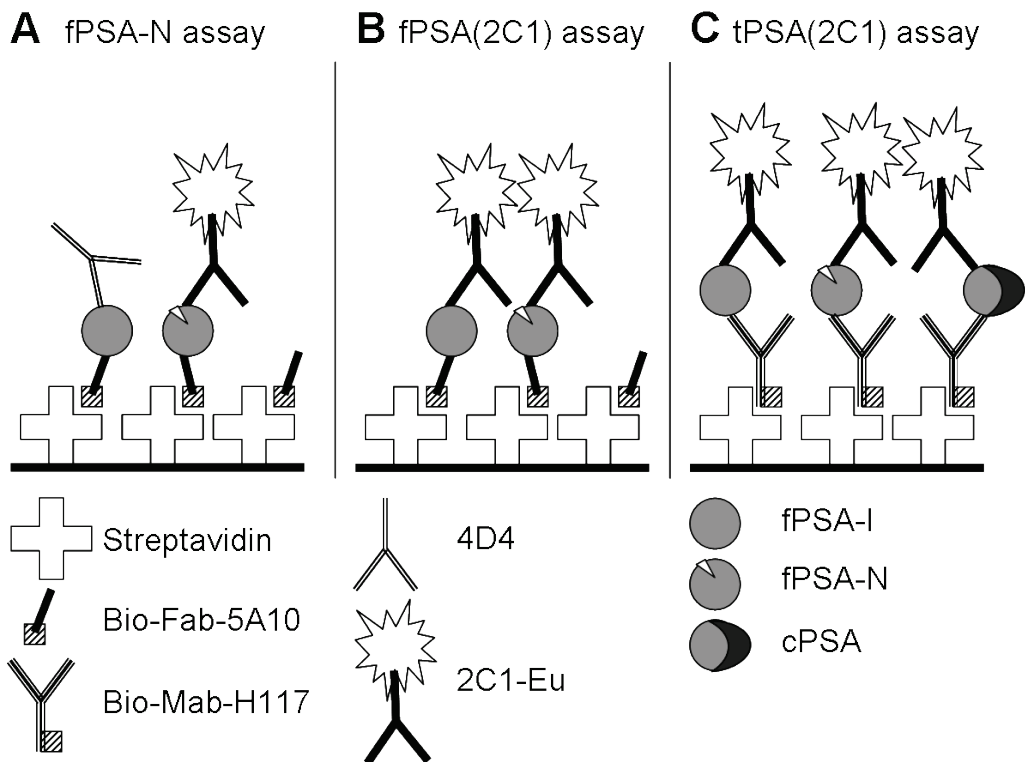 A fPSA-N assay
B fPSA(2C1) assay
C tPSA(2C1) assay
Streptavidin
Bio-Fab-5A10
Bio-Mab-H117
4D4
2C1-Eu
fPSA-I
fPSA-N
cPSA